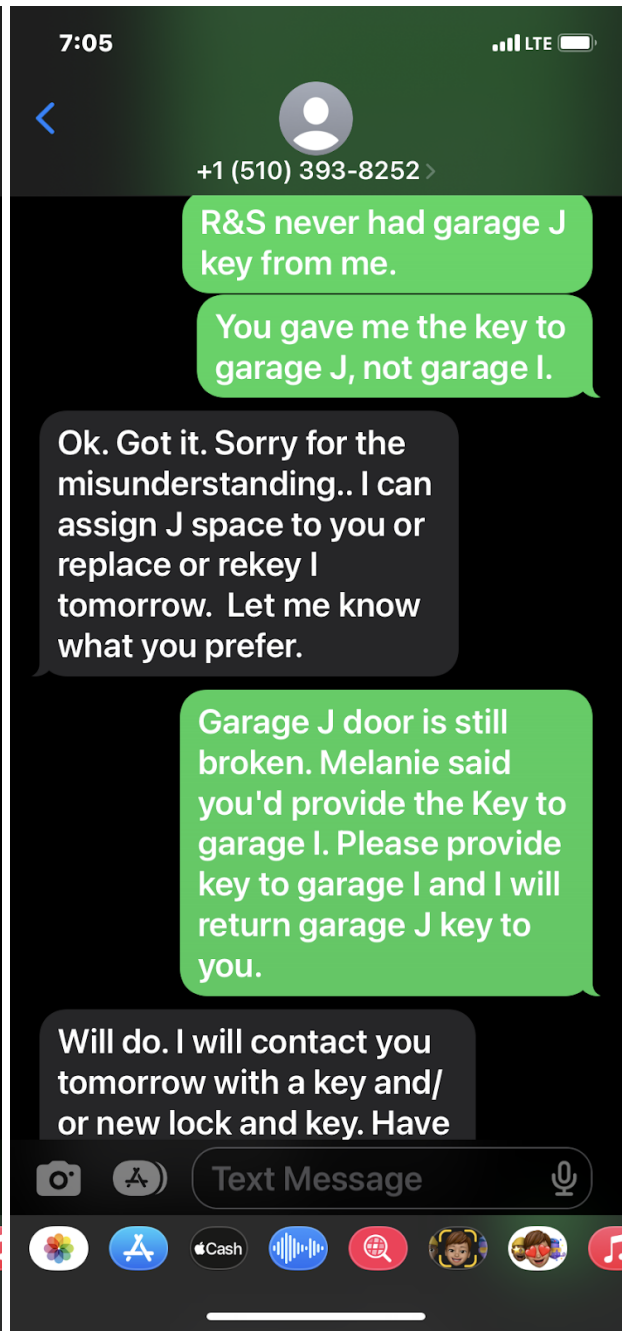 7:05
LTE
+1 (510) 393-8252
R&S never had garage J
key from me.
You gave me the key to
garage J, not garage I.
Ok. Got it. Sorry for the
misunderstanding.. I can
assign J space to you or
replace or rekey I
tomorrow.  Let me know
what you prefer.
Garage J door is still
broken. Melanie said
you'd provide the Key to
garage I. Please provide
key to garage I and I will
return garage J key to
you.
Will do. I will contact you
tomorrow with a key and/
or new lock and key. Have
Text Message
Cash